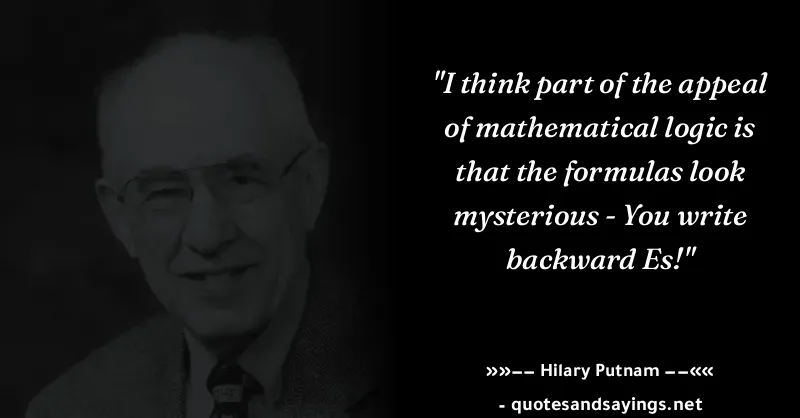 "I think part of the appeal
of mathematical logic is
that the formulas look
mysterious - You write
backward Es!"
»»–– Hilary Putnam ––««
- quotesandsayings.net